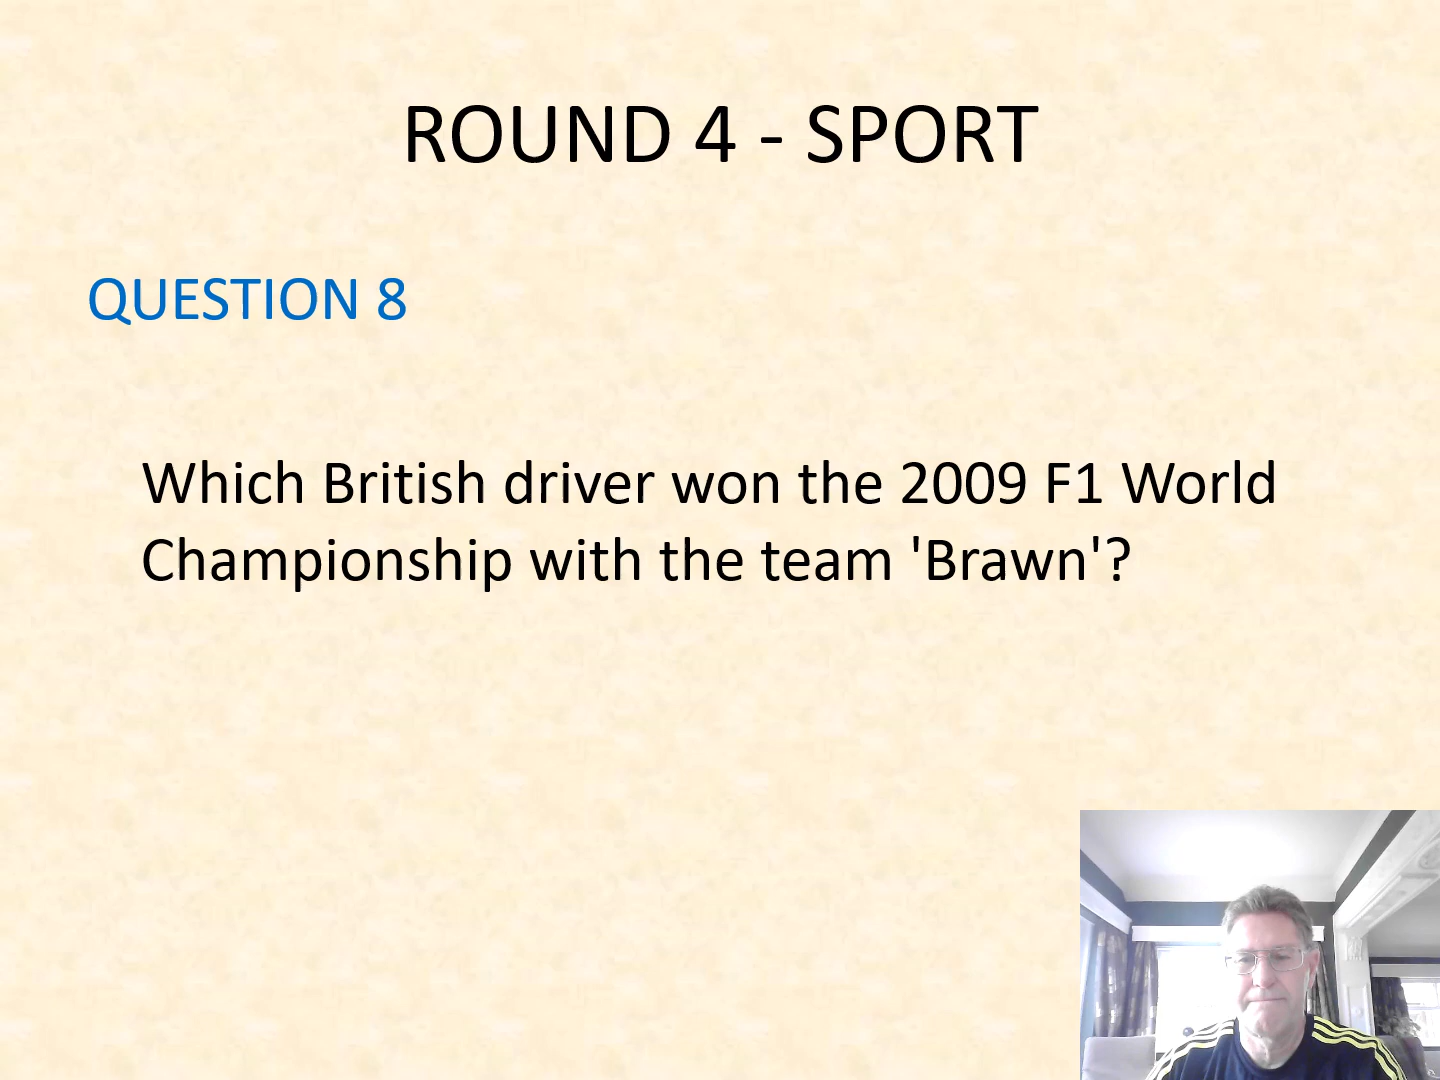 ROUND 4 - SPORT
QUESTION 8
Which British driver won the 2009 F1 World
Championship with the team 'Brawn'?